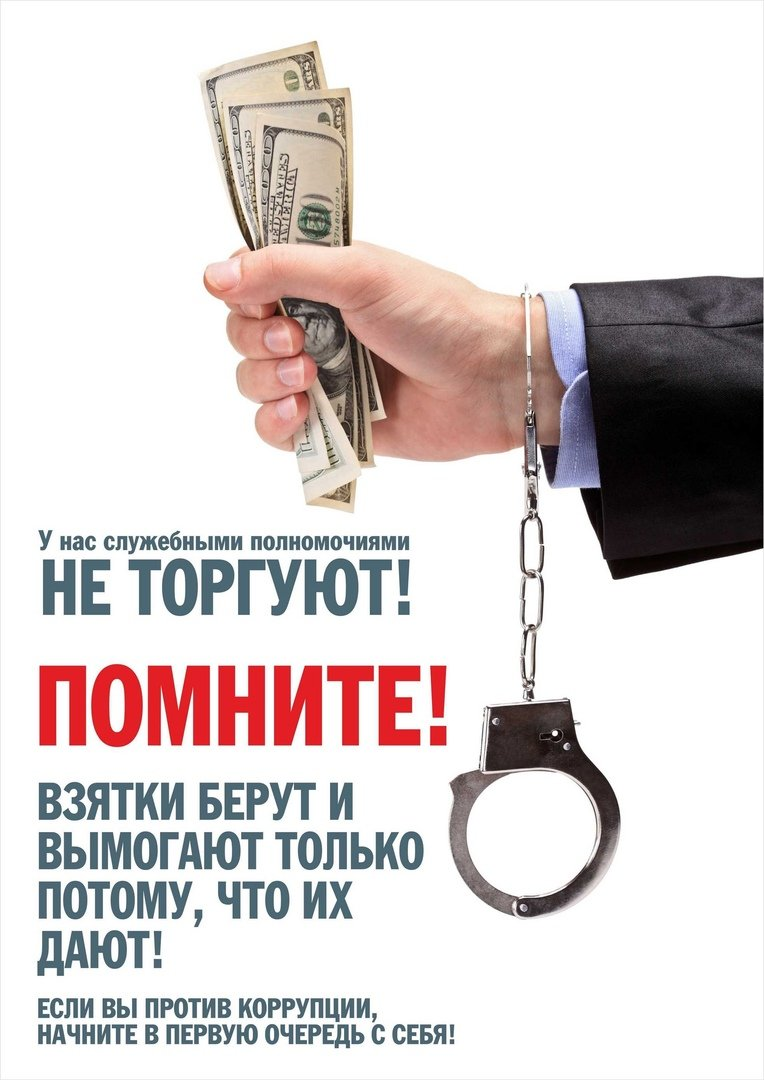 У нас служебными полномочиями
НЕ ТОРГУЮТ!
ПОМНИТЕ!
ВЗЯТКИ БЕРУТ И
ВЫМОГАЮТ ТОЛЬКО
ПОТОМУ, ЧТО ИХ
ДАЮТ!
ЕСЛИ ВЫ ПРОТИВ КОРРУПЦИИ,
НАЧНИТЕ В ПЕРВУЮ ОЧЕРЕДЬ С СЕБЯ!